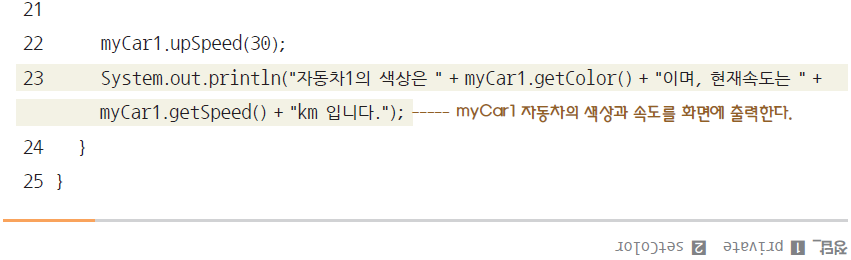 21
22 myCar1.upSpeed(30);
23 System.out.println("자동차1의 색상은 " + myCar1.getColor() + "이며, 현재속도는 " +
myCar1.getSpeed() + "km 입니다."); ----- myCar1 자동차의 색상과 속도를 화면에 출력한다.
24 }
25 }
정답_ 1 private 2 setColor